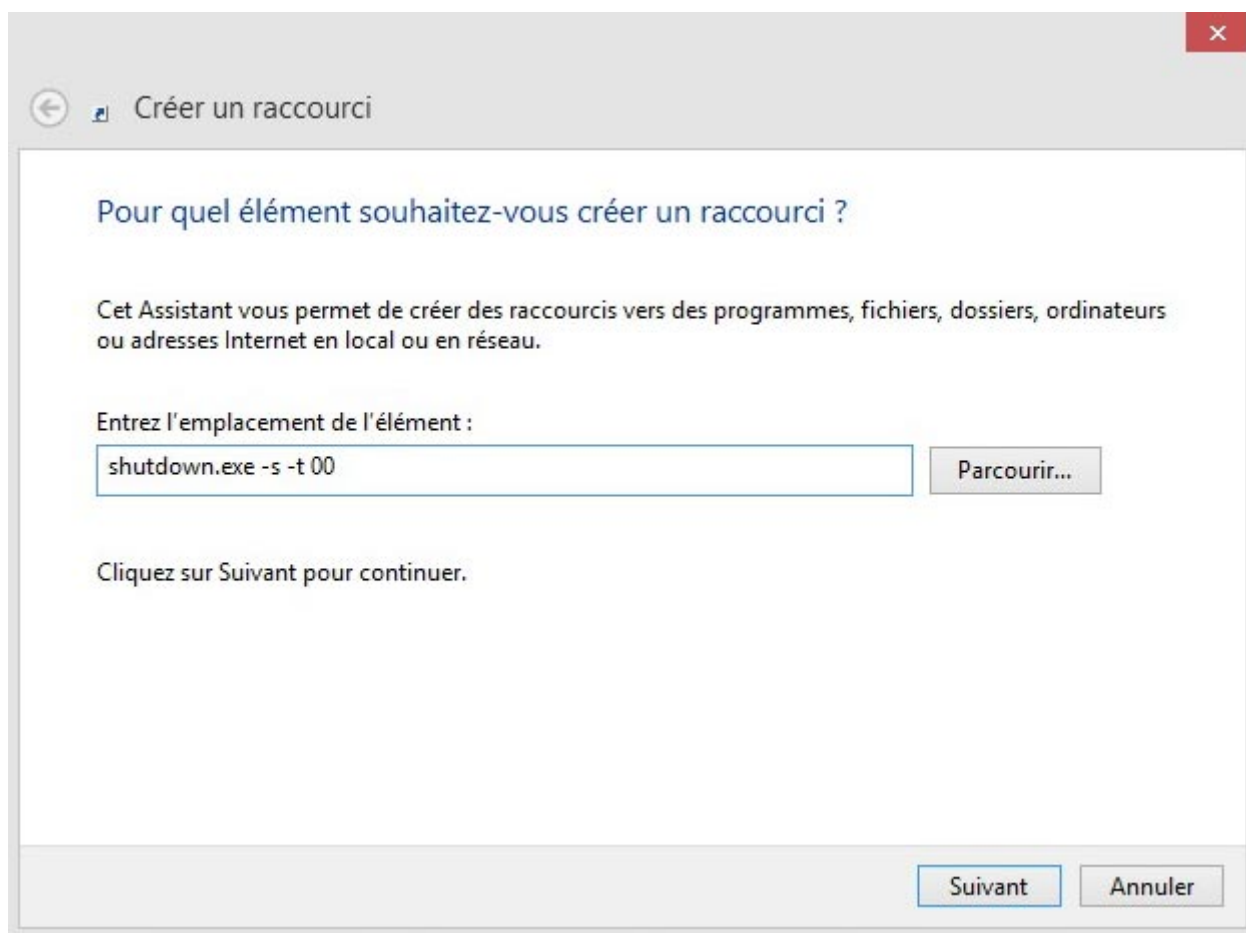 Créer un raccourci
Pour quel élément souhaitez-vous créer un raccourci ?
Cet Assistant vous permet de créer des raccourcis vers des programmes, fichiers, dossiers, ordinateurs
ou adresses Internet en local ou en réseau.
Entrez l'emplacement de l'élément :
shutdown.exe -s -t 00
Parcourir...
Cliquez sur Suivant pour continuer.
Suivant
Annuler